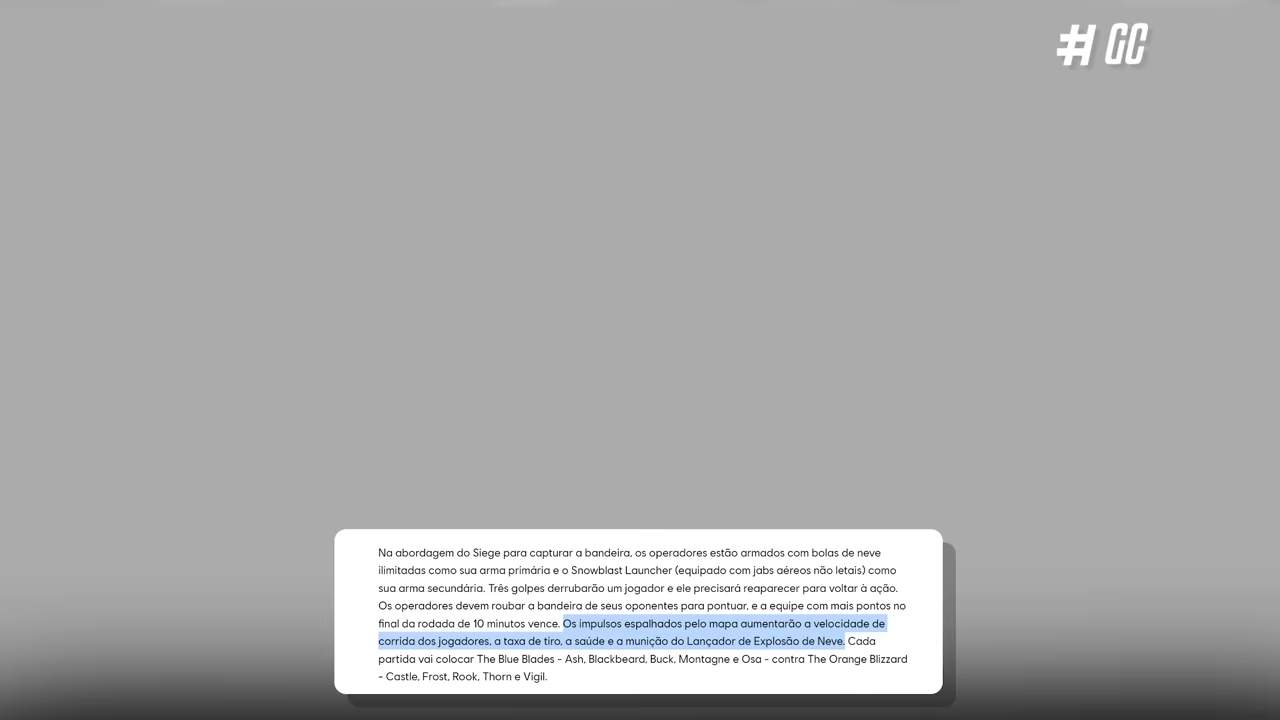 # CC
Na abordagem do Siege para capturar a bandeira, os operadores estão armados com bolas de neve
ilimitadas como sua arma primária e o Snowblast Launcher (equipado com jabs aéreos não letais) como
sua arma secundária. Três golpes derrubarão um jogador e ele precisará reaparecer para voltar à ação.
Os operadores devem roubar a bandeira de seus oponentes para pontuar, e a equipe com mais pontos no
final da rodada de 10 minutos vence. Os impulsos espalhados pelo mapa aumentarão a velocidade de
corrida dos jogadores, a taxa de tiro, a saúde e a munição do Lançador de Explosão de Neve. Cada
partida vai colocar The Blue Blades - Ash, Blackbeard, Buck, Montagne e Osa - contra The Orange Blizzard
- Castle, Frost, Rook, Thorn e Vigil.